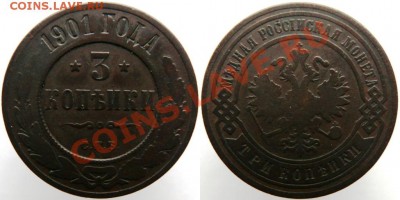 COINS.LAVE.RU
1901 ГОДА
3
КОПѢЙКИ
МѢДНАЯ РОССІЙСКАЯ МОНЕТА
ТРИ КОПѢЙКИ
COINS.LAVE.RU